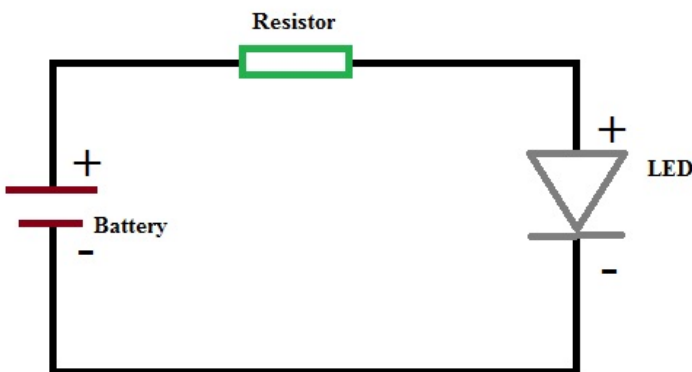 Resistor
+
+
LED
Battery
-
-